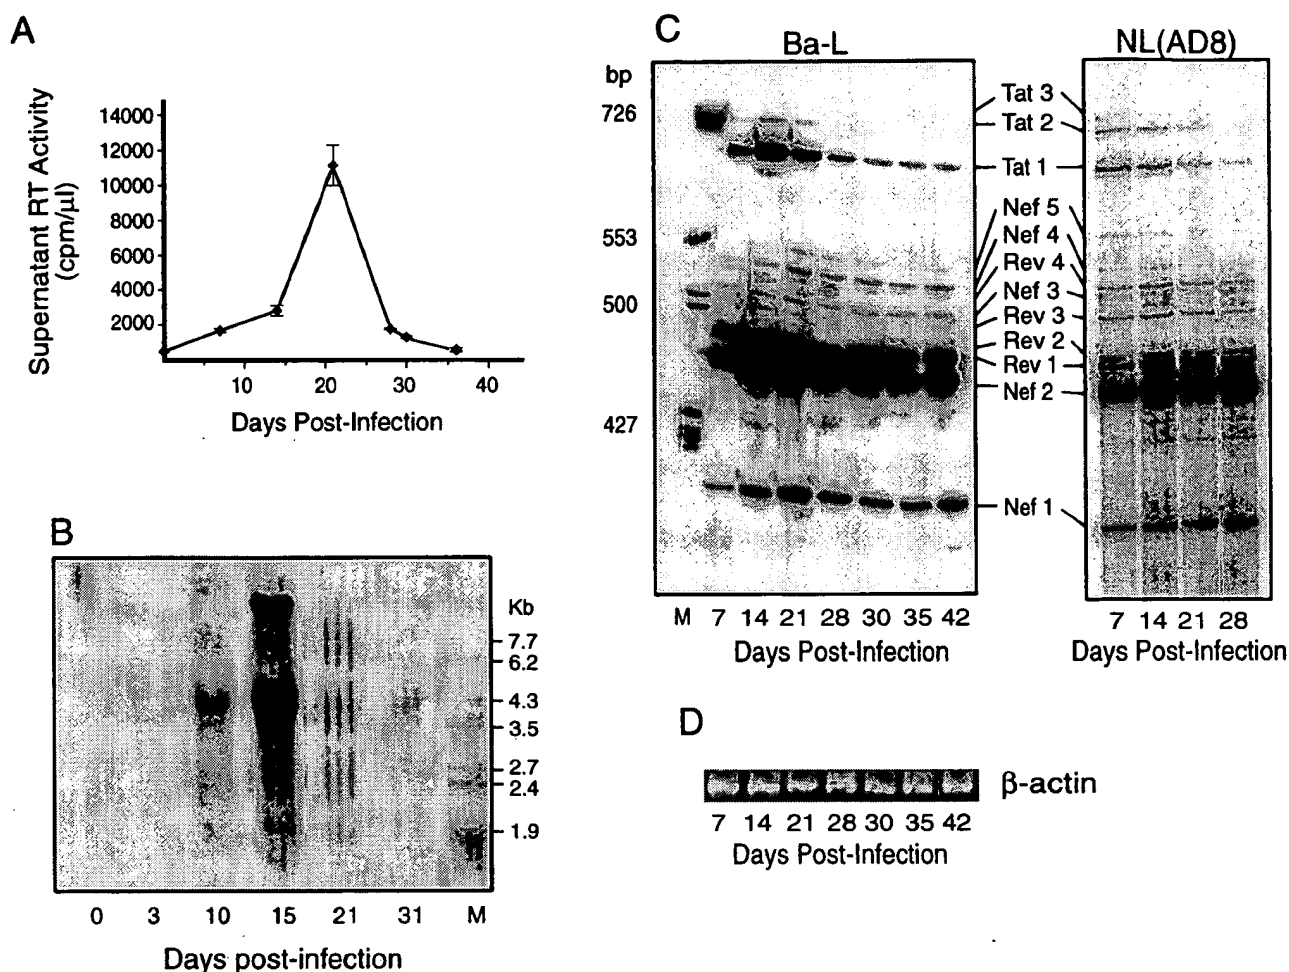 A
Supernatant RT Activity
(cpm/µl)
14000
12000
10000
8000
6000
4000
2000
10 20 30 40
Days Post-Infection
B
Kb
7.7
6.2
4.3
3.5
2.7
2.4
1.9
0 3 10 15 21 31 M
Days post-infection
C
Ba-L
bp
726
553
500
427
M 7 14 21 28 30 35 42
Days Post-Infection
Tat 3
Tat 2
Tat 1
Nef 5
Nef 4
Rev 4
Nef 3
Rev 3
Rev 2
Rev 1
Nef 2
Nef 1
NL(AD8)
7 14 21 28
Days Post-Infection
D
β-actin
7 14 21 28 30 35 42
Days Post-Infection